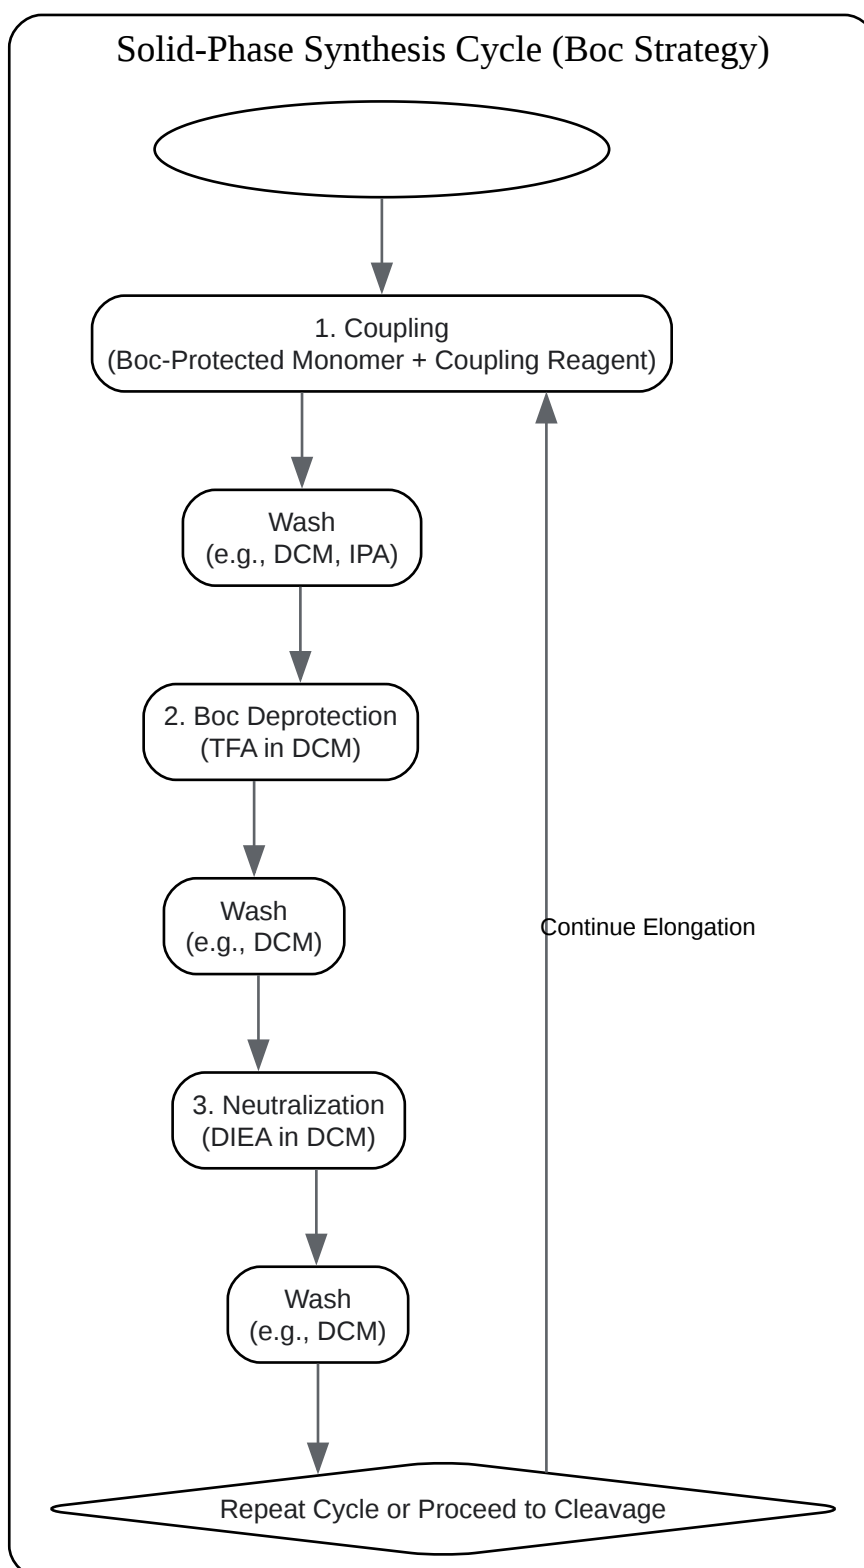 Solid-Phase Synthesis Cycle (Boc Strategy)
1. Coupling
(Boc-Protected Monomer + Coupling Reagent)
Wash
(e.g., DCM, IPA)
2. Boc Deprotection
(TFA in DCM)
Wash
(e.g., DCM)
Continue Elongation
3. Neutralization
(DIEA in DCM)
Wash
(e.g., DCM)
Repeat Cycle or Proceed to Cleavage